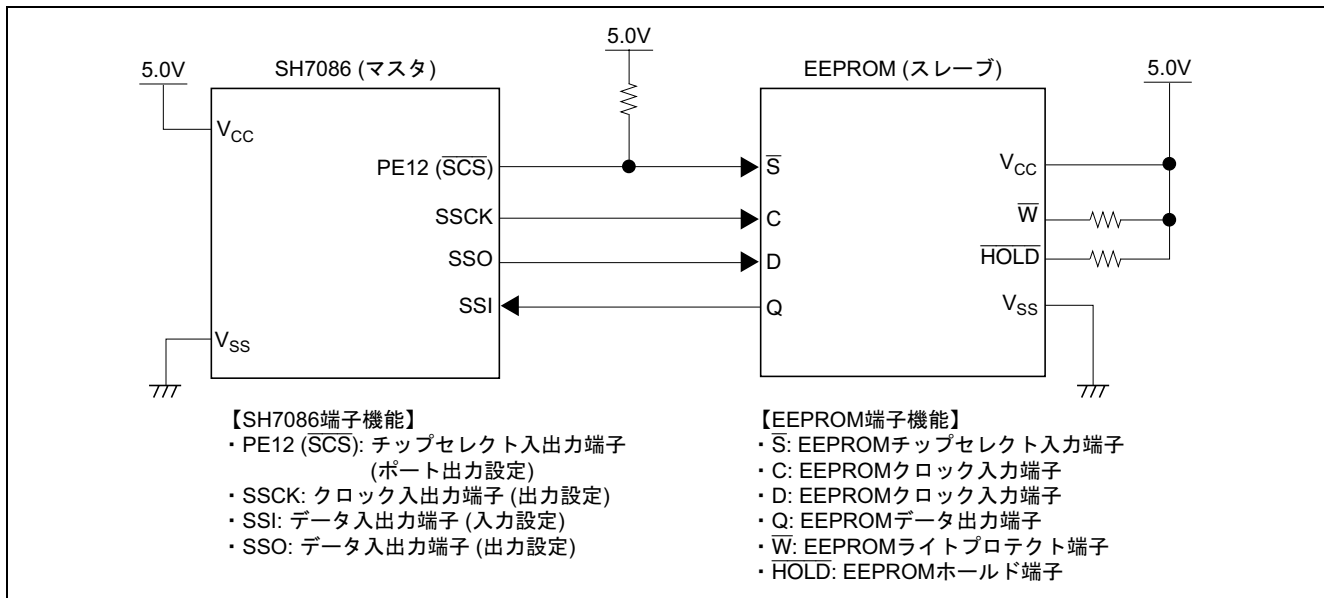 5.0V
5.0V SH7086 (マスタ) EEPROM (スレーブ) 5.0V
V_CC
PE12 (S̅C̅S̅) S̅ V_CC
SSCK C W̅
SSO D H̅O̅L̅D̅
SSI Q V_SS
V_SS
【SH7086端子機能】
・PE12 (S̅C̅S̅): チップセレクト入出力端子
(ポート出力設定)
・SSCK: クロック入出力端子 (出力設定)
・SSI: データ入出力端子 (入力設定)
・SSO: データ入出力端子 (出力設定)
【EEPROM端子機能】
・S̅: EEPROMチップセレクト入力端子
・C: EEPROMクロック入力端子
・D: EEPROMクロック入力端子
・Q: EEPROMデータ出力端子
・W̅: EEPROMライトプロテクト端子
・H̅O̅L̅D̅: EEPROMホールド端子